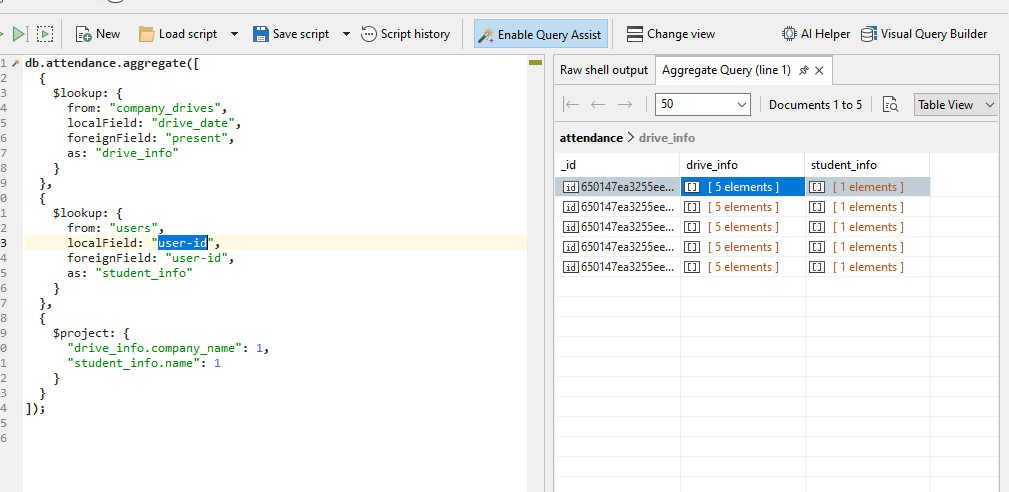 New Load script Save script Script history Enable Query Assist Change view AI Helper Visual Query Builder
1 db.attendance.aggregate([
2 {
3 $lookup: {
4 from: "company_drives",
5 localField: "drive_date",
6 foreignField: "present",
7 as: "drive_info"
8 }
9 },
0 {
1 $lookup: {
2 from: "users",
3 localField: "user-id",
4 foreignField: "user-id",
5 as: "student_info"
6 }
7 },
8 {
9 $project: {
0 "drive_info.company_name": 1,
1 "student_info.name": 1
2 }
3 }
4 ]);
5
6
Raw shell output Aggregate Query (line 1)
50 Documents 1 to 5 Table View
attendance > drive_info
_id drive_info student_info
id 650147ea3255ee... [ 5 elements ] [ 1 elements ]
id 650147ea3255ee... [ 5 elements ] [ 1 elements ]
id 650147ea3255ee... [ 5 elements ] [ 1 elements ]
id 650147ea3255ee... [ 5 elements ] [ 1 elements ]
id 650147ea3255ee... [ 5 elements ] [ 1 elements ]